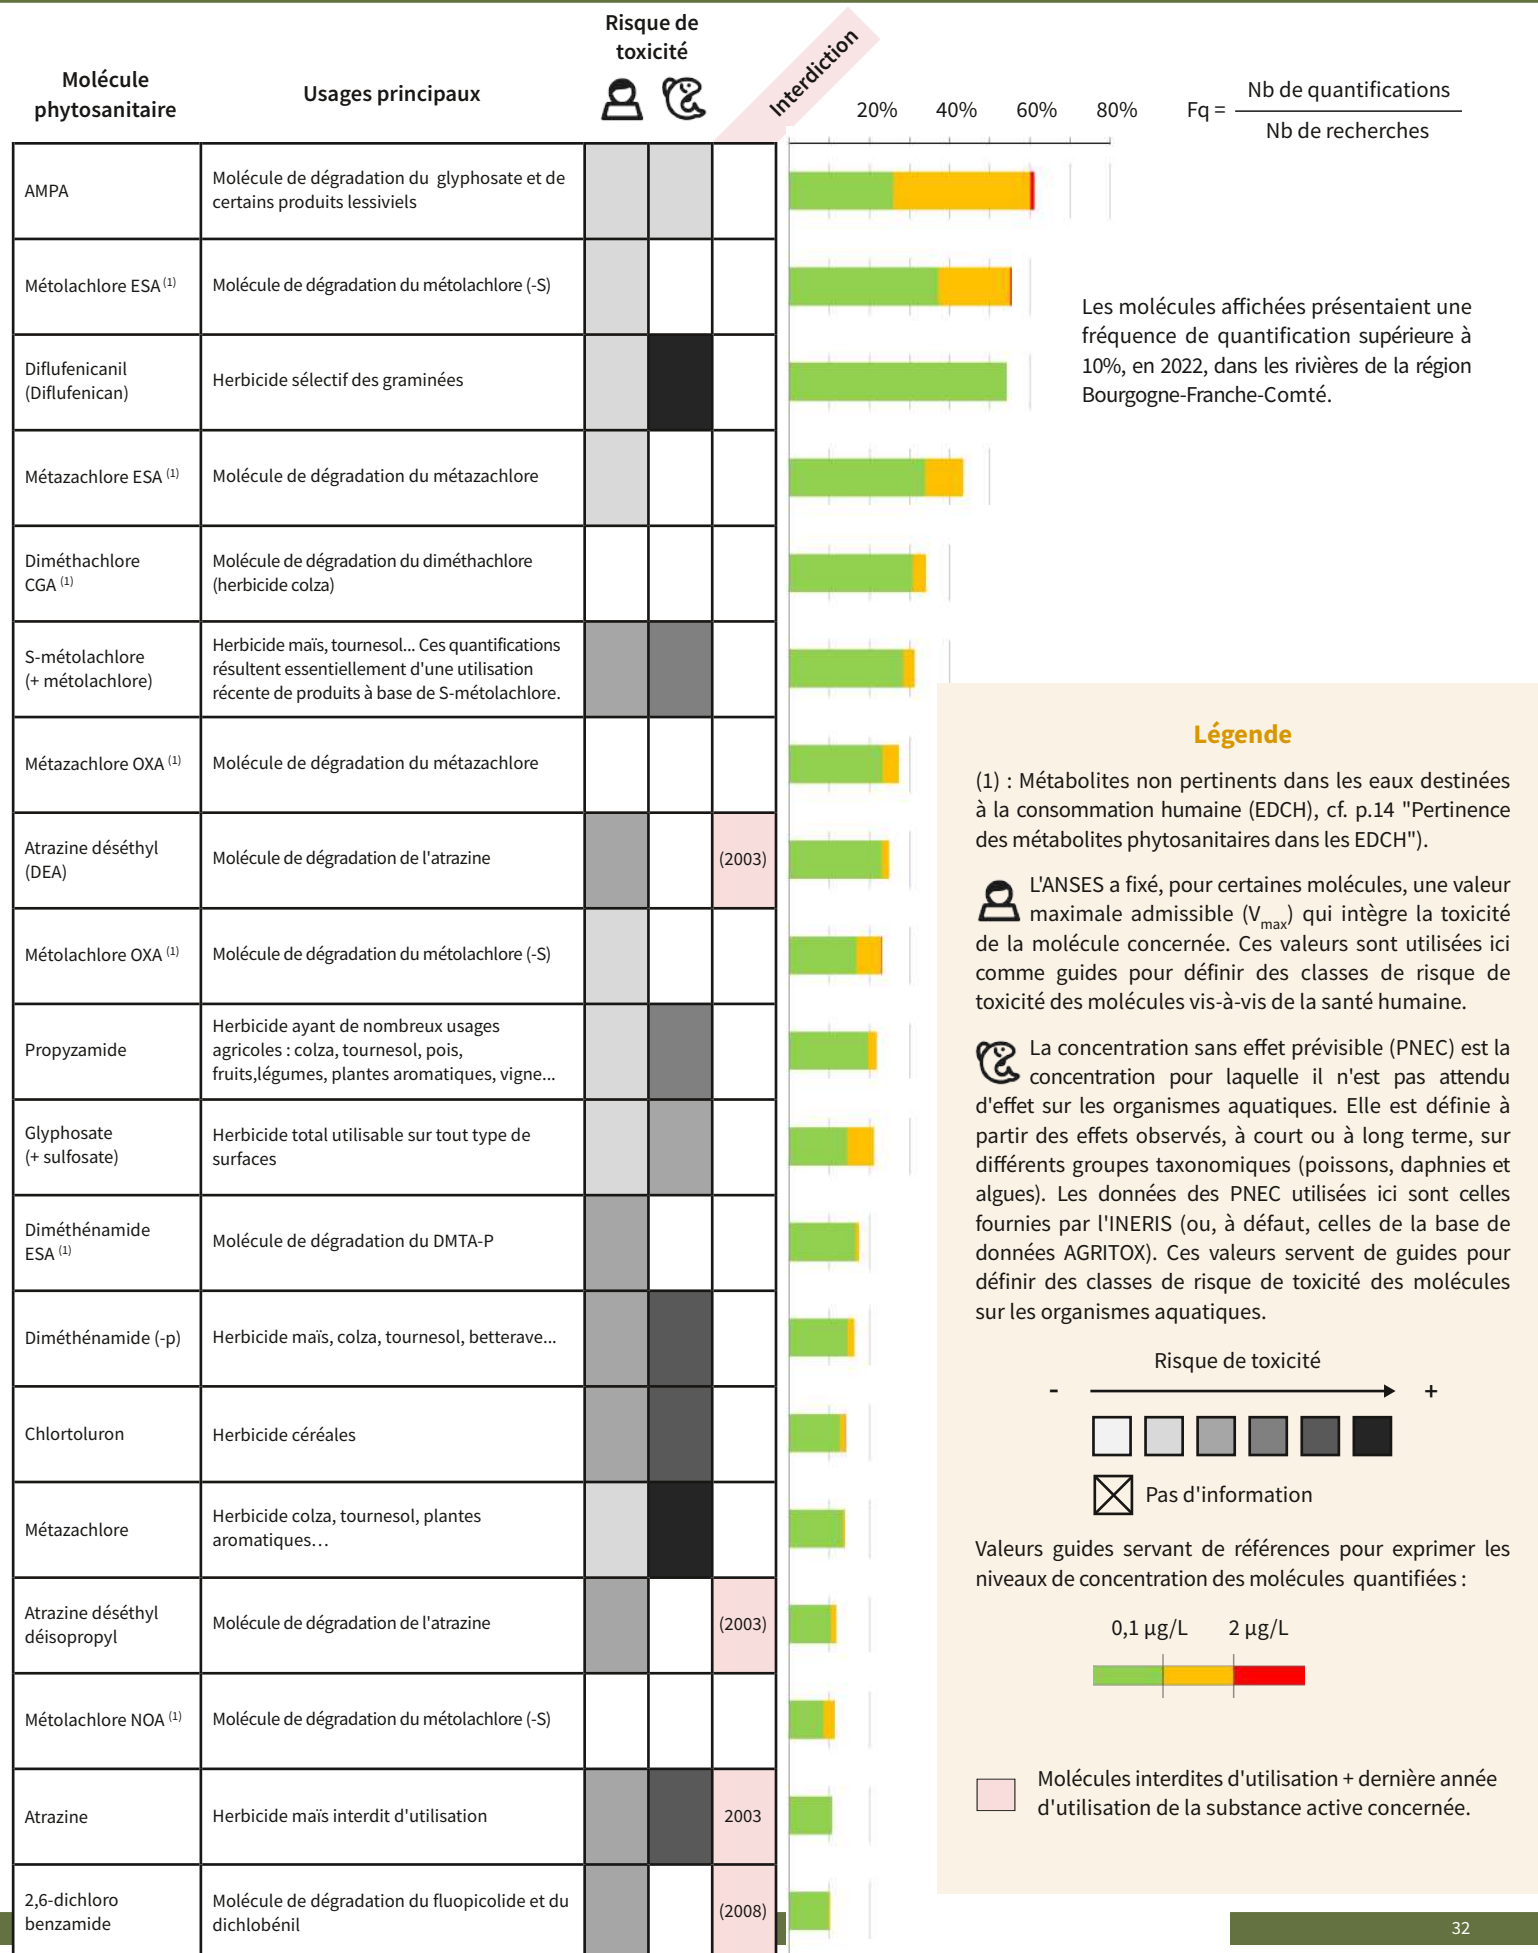 Molécule
phytosanitaire
Usages principaux
Risque de
toxicité
Interdiction
20% 40% 60% 80%
Fq = Nb de quantifications
Nb de recherches
AMPA
Molécule de dégradation du glyphosate et de
certains produits lessiviels
Métolachlore ESA (1)
Molécule de dégradation du métolachlore (-S)
Diflufenicanil
(Diflufenican)
Herbicide sélectif des graminées
Métazachlore ESA (1)
Molécule de dégradation du métazachlore
Diméthachlore
CGA (1)
Molécule de dégradation du diméthachlore
(herbicide colza)
S-métolachlore
(+ métolachlore)
Herbicide maïs, tournesol... Ces quantifications
résultent essentiellement d'une utilisation
récente de produits à base de S-métolachlore.
Métazachlore OXA (1)
Molécule de dégradation du métazachlore
Atrazine déséthyl
(DEA)
Molécule de dégradation de l'atrazine
(2003)
Métolachlore OXA (1)
Molécule de dégradation du métolachlore (-S)
Propyzamide
Herbicide ayant de nombreux usages
agricoles : colza, tournesol, pois,
fruits,légumes, plantes aromatiques, vigne...
Glyphosate
(+ sulfosate)
Herbicide total utilisable sur tout type de
surfaces
Diméthénamide
ESA (1)
Molécule de dégradation du DMTA-P
Diméthénamide (-p)
Herbicide maïs, colza, tournesol, betterave...
Chlortoluron
Herbicide céréales
Métazachlore
Herbicide colza, tournesol, plantes
aromatiques…
Atrazine déséthyl
déisopropyl
Molécule de dégradation de l'atrazine
(2003)
Métolachlore NOA (1)
Molécule de dégradation du métolachlore (-S)
Atrazine
Herbicide maïs interdit d'utilisation
2003
2,6-dichloro
benzamide
Molécule de dégradation du fluopicolide et du
dichlobénil
(2008)
Les molécules affichées présentaient une
fréquence de quantification supérieure à
10%, en 2022, dans les rivières de la région
Bourgogne-Franche-Comté.
Légende
(1) : Métabolites non pertinents dans les eaux destinées
à la consommation humaine (EDCH), cf. p.14 "Pertinence
des métabolites phytosanitaires dans les EDCH").
L'ANSES a fixé, pour certaines molécules, une valeur
maximale admissible (Vmax) qui intègre la toxicité
de la molécule concernée. Ces valeurs sont utilisées ici
comme guides pour définir des classes de risque de
toxicité des molécules vis-à-vis de la santé humaine.
La concentration sans effet prévisible (PNEC) est la
concentration pour laquelle il n'est pas attendu
d'effet sur les organismes aquatiques. Elle est définie à
partir des effets observés, à court ou à long terme, sur
différents groupes taxonomiques (poissons, daphnies et
algues). Les données des PNEC utilisées ici sont celles
fournies par l'INERIS (ou, à défaut, celles de la base de
données AGRITOX). Ces valeurs servent de guides pour
définir des classes de risque de toxicité des molécules
sur les organismes aquatiques.
Risque de toxicité
- +
Pas d'information
Valeurs guides servant de références pour exprimer les
niveaux de concentration des molécules quantifiées :
0,1 µg/L 2 µg/L
Molécules interdites d'utilisation + dernière année
d'utilisation de la substance active concernée.
32